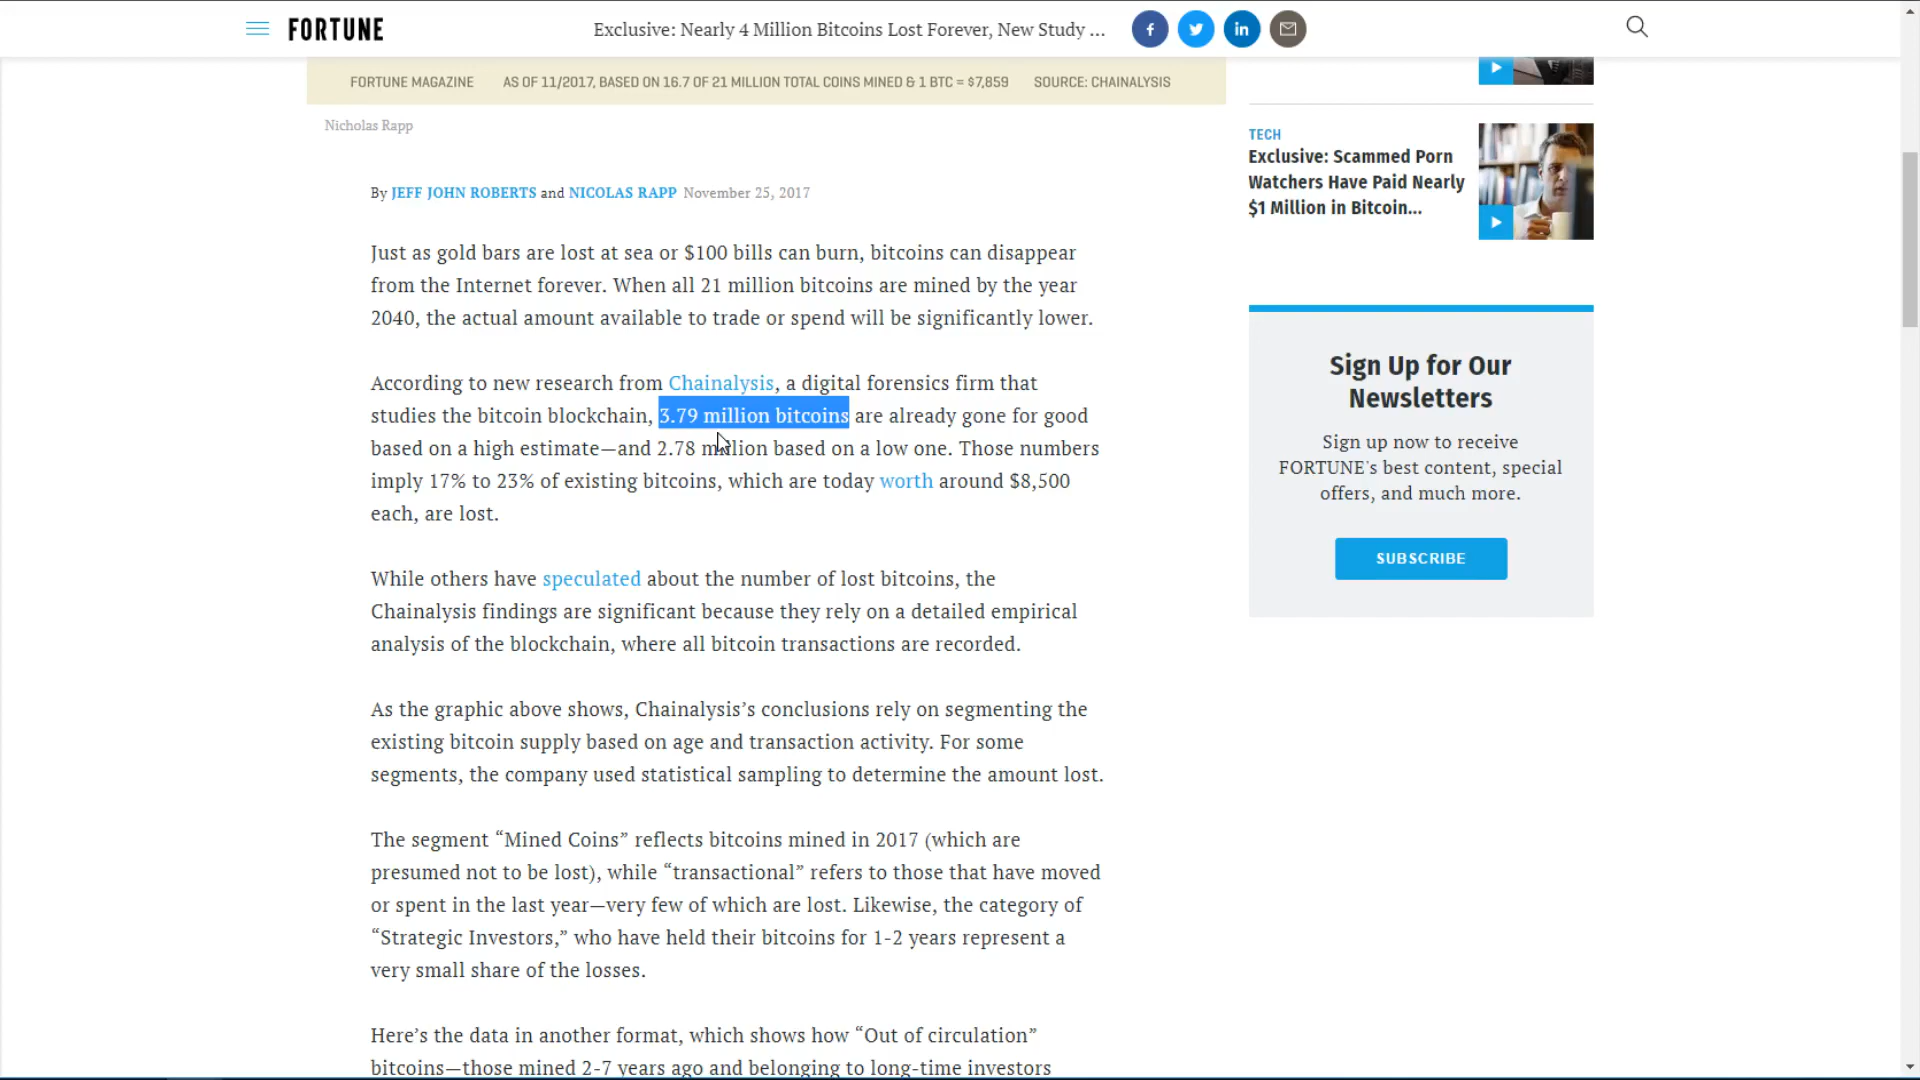 FORTUNE
Exclusive: Nearly 4 Million Bitcoins Lost Forever, New Study ...
FORTUNE MAGAZINE AS OF 11/2017, BASED ON 16.7 OF 21 MILLION TOTAL COINS MINED & 1 BTC = $7,859 SOURCE: CHAINALYSIS
Nicholas Rapp
By JEFF JOHN ROBERTS and NICOLAS RAPP November 25, 2017
Just as gold bars are lost at sea or $100 bills can burn, bitcoins can disappear
from the Internet forever. When all 21 million bitcoins are mined by the year
2040, the actual amount available to trade or spend will be significantly lower.
According to new research from Chainalysis, a digital forensics firm that
studies the bitcoin blockchain, 3.79 million bitcoins are already gone for good
based on a high estimate—and 2.78 million based on a low one. Those numbers
imply 17% to 23% of existing bitcoins, which are today worth around $8,500
each, are lost.
While others have speculated about the number of lost bitcoins, the
Chainalysis findings are significant because they rely on a detailed empirical
analysis of the blockchain, where all bitcoin transactions are recorded.
As the graphic above shows, Chainalysis’s conclusions rely on segmenting the
existing bitcoin supply based on age and transaction activity. For some
segments, the company used statistical sampling to determine the amount lost.
The segment “Mined Coins” reflects bitcoins mined in 2017 (which are
presumed not to be lost), while “transactional” refers to those that have moved
or spent in the last year—very few of which are lost. Likewise, the category of
“Strategic Investors,” who have held their bitcoins for 1-2 years represent a
very small share of the losses.
Here’s the data in another format, which shows how “Out of circulation”
bitcoins—those mined 2-7 years ago and belonging to long-time investors
TECH
Exclusive: Scammed Porn
Watchers Have Paid Nearly
$1 Million in Bitcoin...
Sign Up for Our
Newsletters
Sign up now to receive
FORTUNE's best content, special
offers, and much more.
SUBSCRIBE